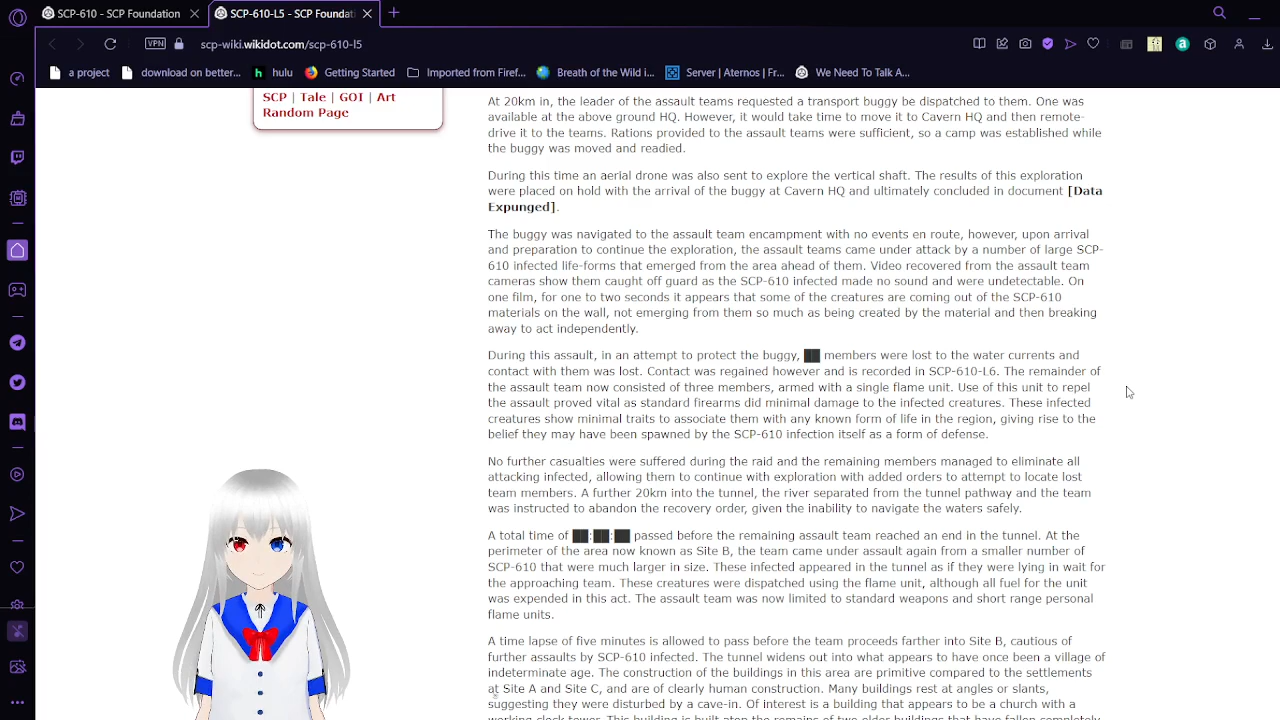 SCP-610 - SCP Foundation
SCP-610-L5 - SCP Foundati
VPN
scp-wiki.wikidot.com/scp-610-l5
a project
download on better...
hulu
Getting Started
Imported from Firef...
Breath of the Wild i...
Server | Aternos | Fr...
We Need To Talk A...
SCP | Tale | GOI | Art
Random Page
At 20km in, the leader of the assault teams requested a transport buggy be dispatched to them. One was
available at the above ground HQ. However, it would take time to move it to Cavern HQ and then remote-
drive it to the teams. Rations provided to the assault teams were sufficient, so a camp was established while
the buggy was moved and readied.
During this time an aerial drone was also sent to explore the vertical shaft. The results of this exploration
were placed on hold with the arrival of the buggy at Cavern HQ and ultimately concluded in document [Data
Expunged].
The buggy was navigated to the assault team encampment with no events en route, however, upon arrival
and preparation to continue the exploration, the assault teams came under attack by a number of large SCP-
610 infected life-forms that emerged from the area ahead of them. Video recovered from the assault team
cameras show them caught off guard as the SCP-610 infected made no sound and were undetectable. On
one film, for one to two seconds it appears that some of the creatures are coming out of the SCP-610
materials on the wall, not emerging from them so much as being created by the material and then breaking
away to act independently.
During this assault, in an attempt to protect the buggy, ██ members were lost to the water currents and
contact with them was lost. Contact was regained however and is recorded in SCP-610-L6. The remainder of
the assault team now consisted of three members, armed with a single flame unit. Use of this unit to repel
the assault proved vital as standard firearms did minimal damage to the infected creatures. These infected
creatures show minimal traits to associate them with any known form of life in the region, giving rise to the
belief they may have been spawned by the SCP-610 infection itself as a form of defense.
No further casualties were suffered during the raid and the remaining members managed to eliminate all
attacking infected, allowing them to continue with exploration with added orders to attempt to locate lost
team members. A further 20km into the tunnel, the river separated from the tunnel pathway and the team
was instructed to abandon the recovery order, given the inability to navigate the waters safely.
A total time of ██:██:██ passed before the remaining assault team reached an end in the tunnel. At the
perimeter of the area now known as Site B, the team came under assault again from a smaller number of
SCP-610 that were much larger in size. These infected appeared in the tunnel as if they were lying in wait for
the approaching team. These creatures were dispatched using the flame unit, although all fuel for the unit
was expended in this act. The assault team was now limited to standard weapons and short range personal
flame units.
A time lapse of five minutes is allowed to pass before the team proceeds farther into Site B, cautious of
further assaults by SCP-610 infected. The tunnel widens out into what appears to have once been a village of
indeterminate age. The construction of the buildings in this area are primitive compared to the settlements
at Site A and Site C, and are of clearly human construction. Many buildings rest at angles or slants,
suggesting they were disturbed by a cave-in. Of interest is a building that appears to be a church with a
working clock tower. This building is built atop the remains of two older buildings that have fallen completely